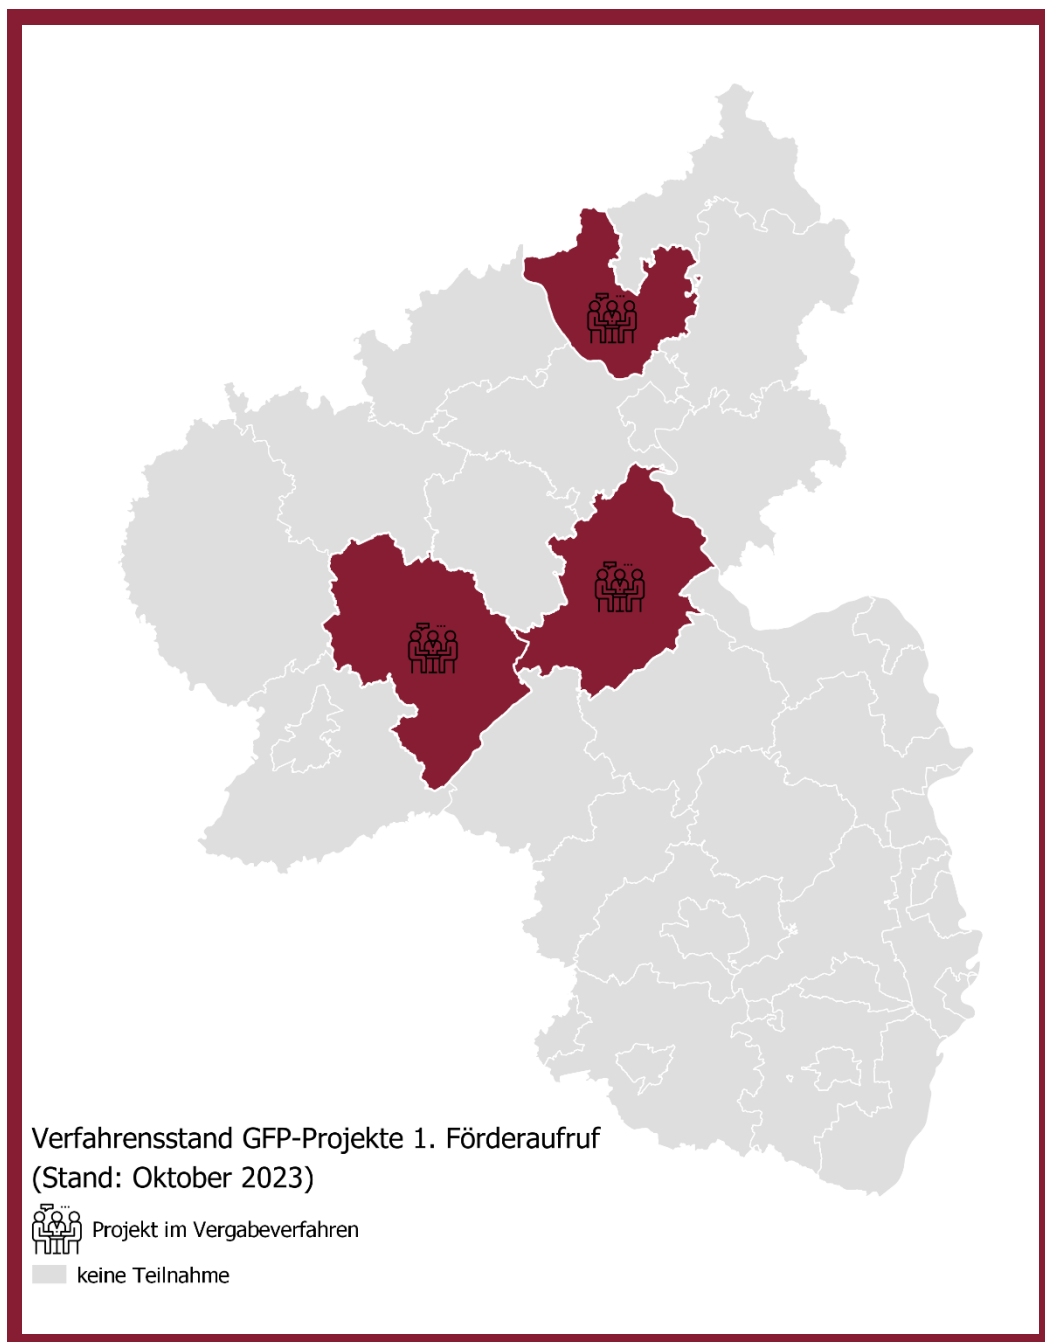 Verfahrensstand GFP-Projekte 1. Förderaufruf
(Stand: Oktober 2023)
Projekt im Vergabeverfahren
keine Teilnahme